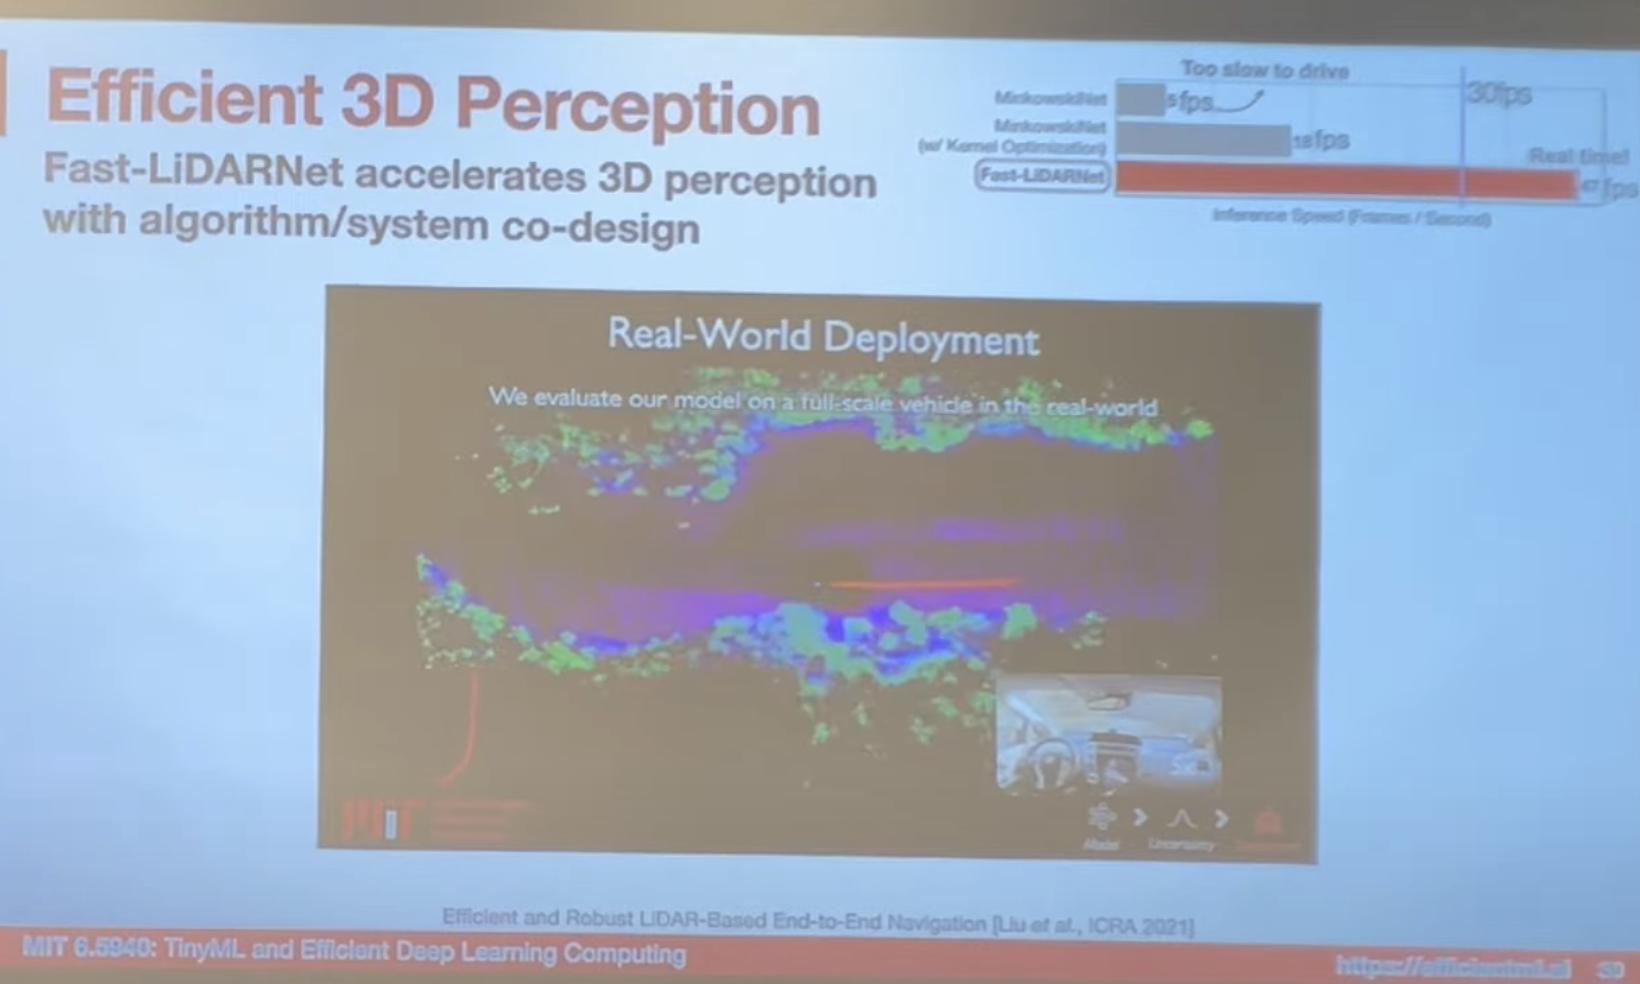 Efficient 3D Perception
Fast-LiDARNet accelerates 3D perception
with algorithm/system co-design
Too slow to drive
MinkowskiNet
5fps
30fps
MinkowskiNet
(w/ Kernel Optimization)
18fps
Real time!
Fast-LiDARNet
47fps
Inference Speed (Frames / Second)
Real-World Deployment
We evaluate our model on a full-scale vehicle in the real-world
MIT
Model
Uncertainty
Efficient and Robust LiDAR-Based End-to-End Navigation [Liu et al., ICRA 2021]
MIT 6.5940: TinyML and Efficient Deep Learning Computing
https://efficientml.ai